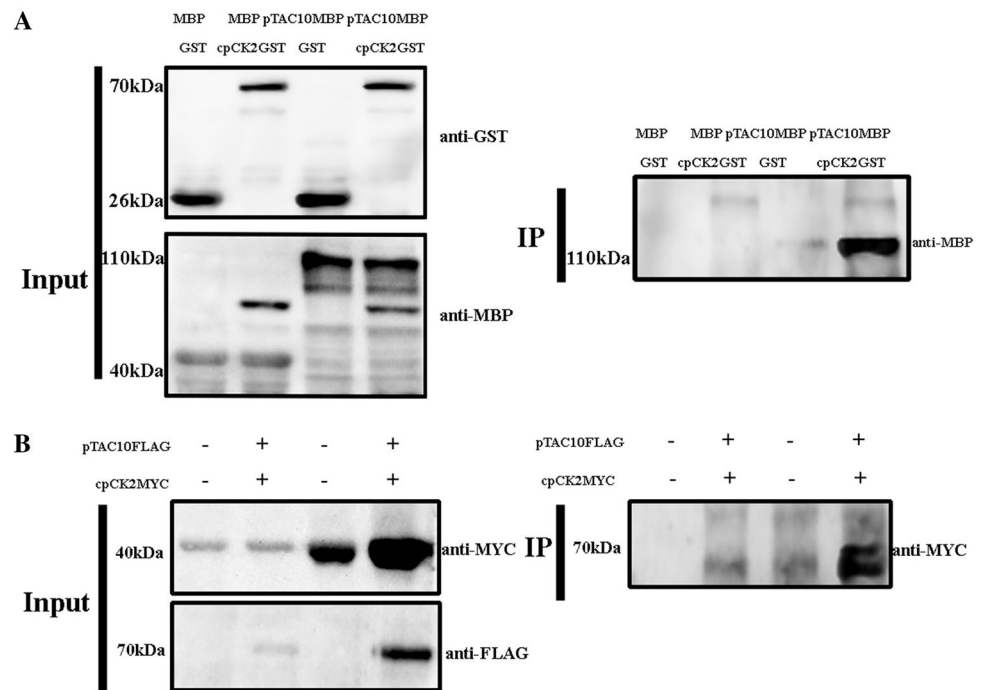 A
MBP MBP pTAC10MBP pTAC10MBP
GST cpCK2GST GST cpCK2GST
70kDa
anti-GST
26kDa
Input
110kDa
anti-MBP
40kDa
MBP MBP pTAC10MBP pTAC10MBP
GST cpCK2GST GST cpCK2GST
IP
110kDa
anti-MBP
B
pTAC10FLAG - + - +
cpCK2MYC - + - +
40kDa
anti-MYC
Input
70kDa
anti-FLAG
pTAC10FLAG - + - +
cpCK2MYC - + - +
IP
70kDa
anti-MYC